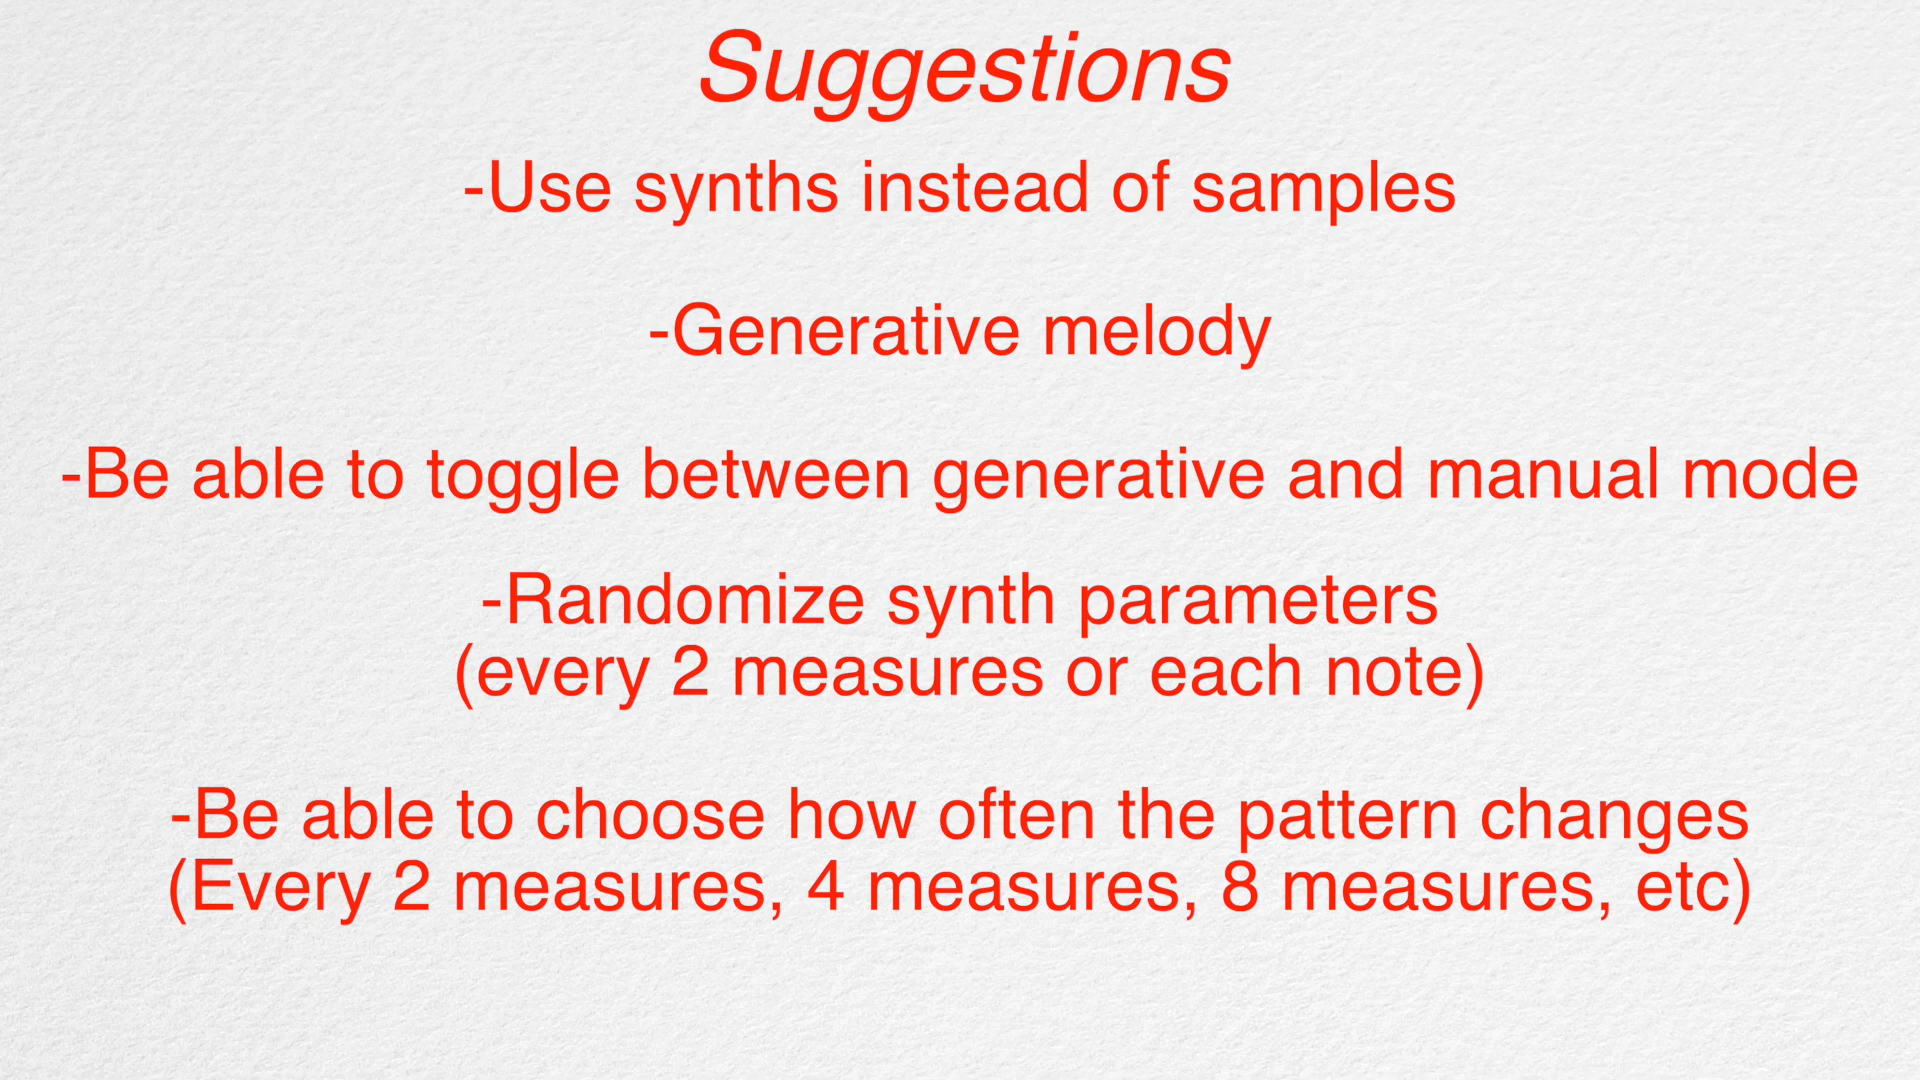 Suggestions
-Use synths instead of samples
-Generative melody
-Be able to toggle between generative and manual mode
-Randomize synth parameters
(every 2 measures or each note)
-Be able to choose how often the pattern changes
(Every 2 measures, 4 measures, 8 measures, etc)